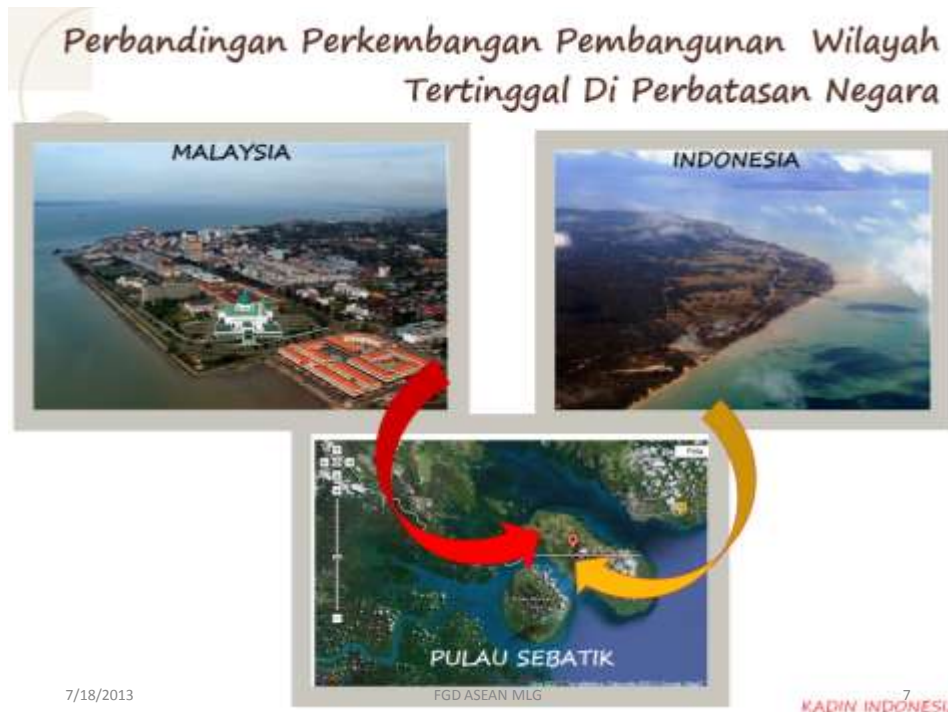 Perbandingan Perkembangan Pembangunan Wilayah
Tertinggal Di Perbatasan Negara
MALAYSIA
INDONESIA
PULAU SEBATIK
7/18/2013
FGD ASEAN MLG
7
KADIN INDONESI